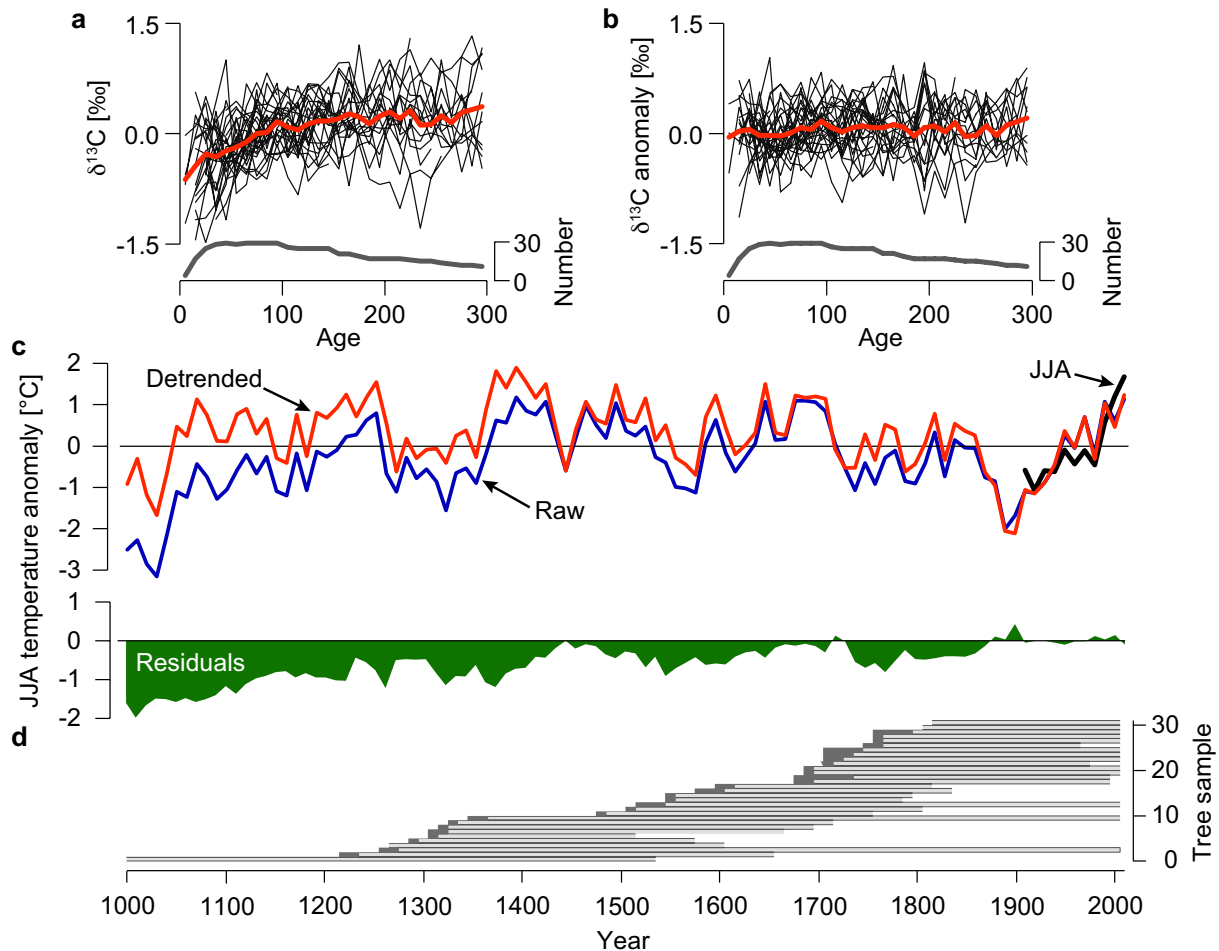 a
1.5
0.0
-1.5
δ¹³C [‰]
30
0
Number
0 100 200 300
Age
b
1.5
0.0
-1.5
δ¹³C anomaly [‰]
30
0
Number
0 100 200 300
Age
c
2
1
0
-1
-2
-3
JJA temperature anomaly [°C]
Detrended
Raw
JJA
1
0
-1
-2
Residuals
d
30
20
10
0
Tree sample
1000 1100 1200 1300 1400 1500 1600 1700 1800 1900 2000
Year